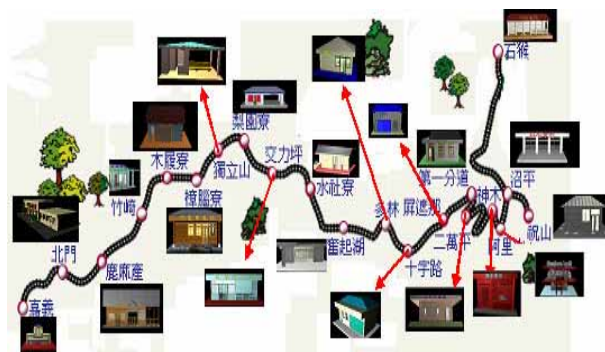 嘉義
北門
鹿麻產
竹崎
木履寮
樟腦寮
獨立山
梨園寮
交力坪
水社寮
奮起湖
多林
十字路
屏遮那
第一分道
二萬平
神木
阿里
沼平
祝山
石猴